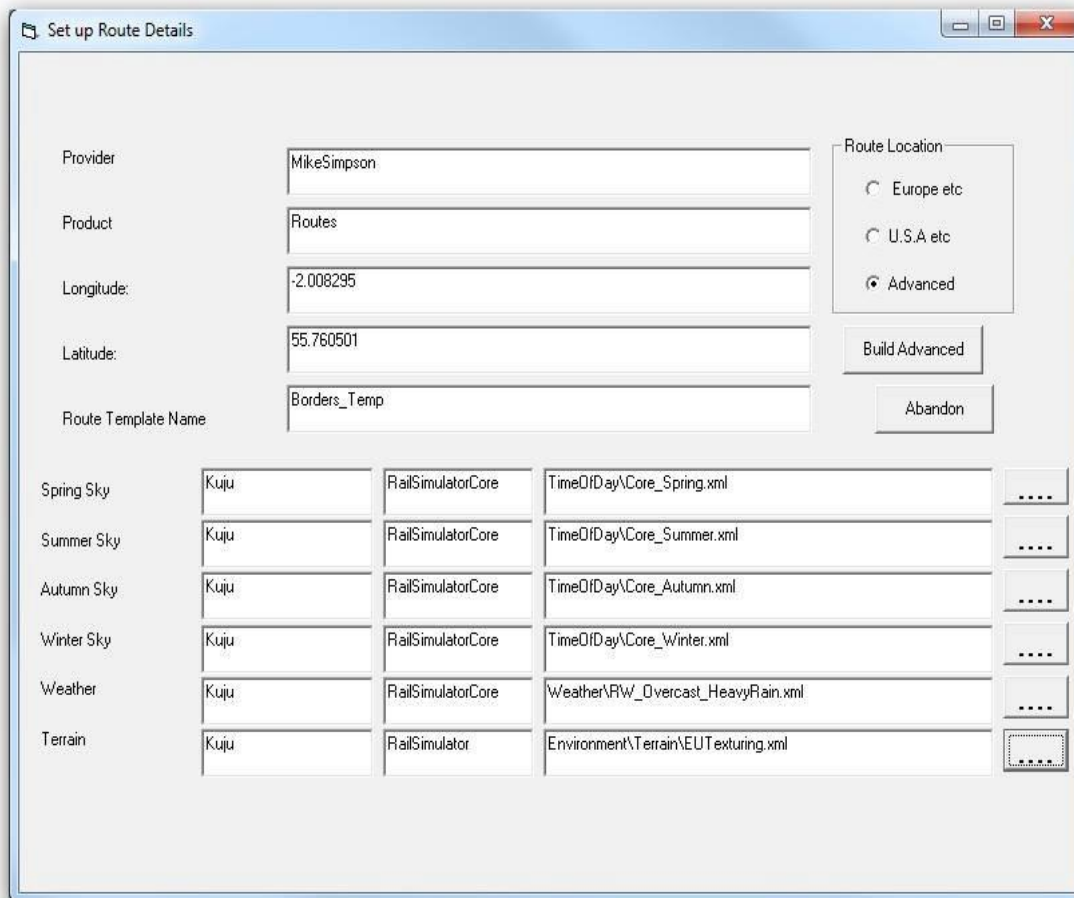 Set up Route Details
Provider MikeSimpson
Product Routes
Longitude: -2.008295
Latitude: 55.760501
Route Template Name Borders_Temp
Route Location
Europe etc
U.S.A etc
Advanced
Build Advanced
Abandon
Spring Sky Kuju RailSimulatorCore TimeOfDay\Core_Spring.xml ....
Summer Sky Kuju RailSimulatorCore TimeOfDay\Core_Summer.xml ....
Autumn Sky Kuju RailSimulatorCore TimeOfDay\Core_Autumn.xml ....
Winter Sky Kuju RailSimulatorCore TimeOfDay\Core_Winter.xml ....
Weather Kuju RailSimulatorCore Weather\RW_Overcast_HeavyRain.xml ....
Terrain Kuju RailSimulator Environment\Terrain\EUTexturing.xml ....